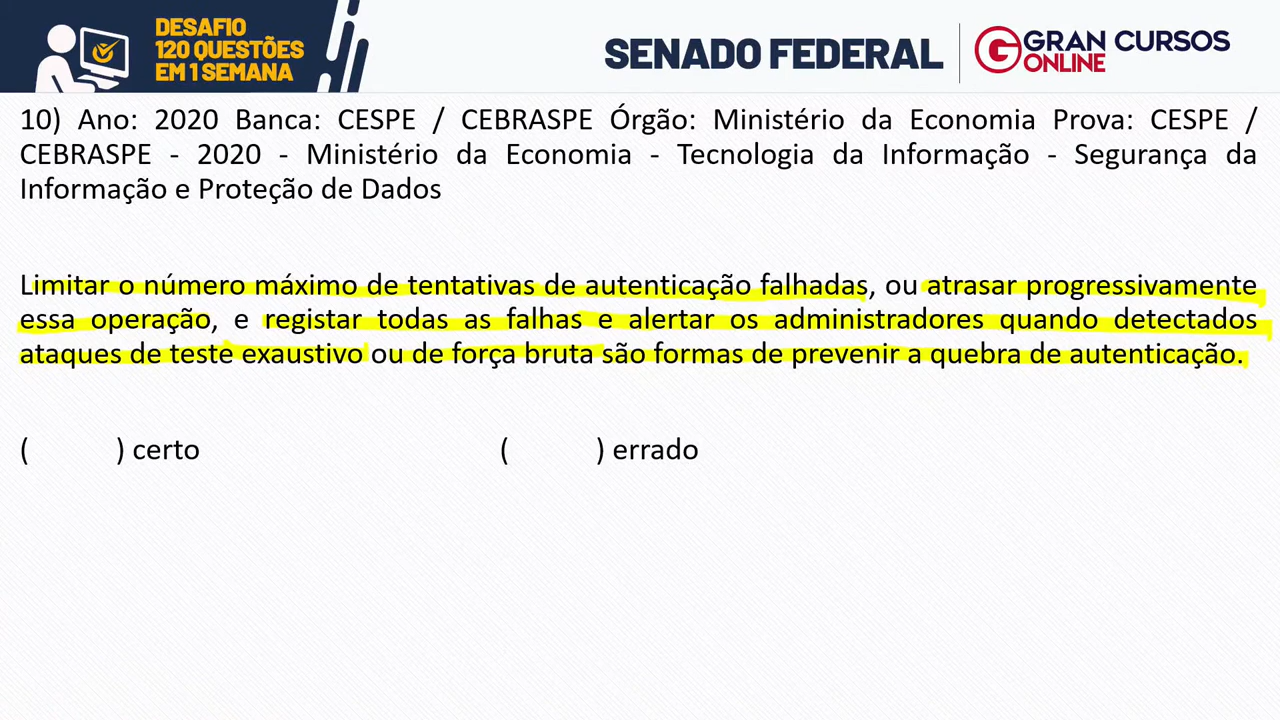 DESAFIO
120 QUESTÕES
EM 1 SEMANA
SENADO FEDERAL
GRAN CURSOS
ONLINE
10) Ano: 2020 Banca: CESPE / CEBRASPE Órgão: Ministério da Economia Prova: CESPE /
CEBRASPE - 2020 - Ministério da Economia - Tecnologia da Informação - Segurança da
Informação e Proteção de Dados
Limitar o número máximo de tentativas de autenticação falhadas, ou atrasar progressivamente
essa operação, e registar todas as falhas e alertar os administradores quando detectados
ataques de teste exaustivo ou de força bruta são formas de prevenir a quebra de autenticação.
( ) certo ( ) errado